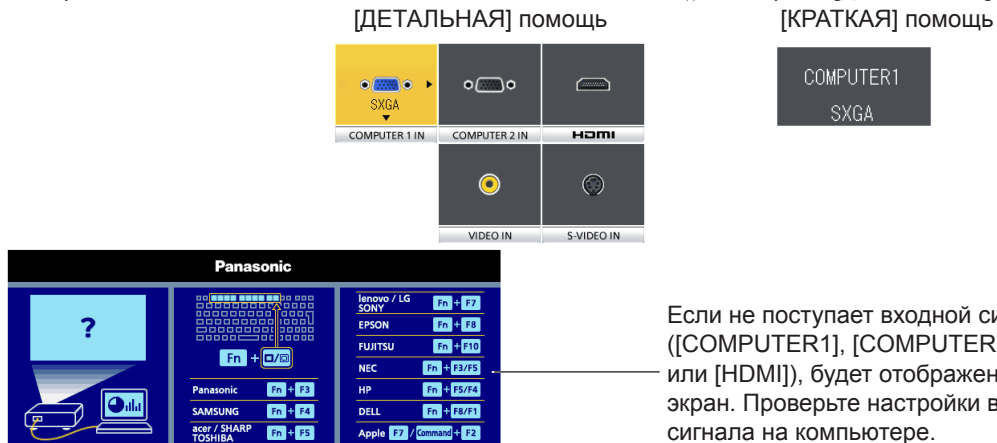 [ДЕТАЛЬНАЯ] помощь
[КРАТКАЯ] помощь
SXGA
COMPUTER 1 IN
COMPUTER 2 IN
HDMI
VIDEO IN
S-VIDEO IN
COMPUTER1
SXGA
Panasonic
?
Fn +
Panasonic Fn + F3
SAMSUNG Fn + F4
acer / SHARP
TOSHIBA Fn + F5
lenovo / LG
SONY Fn + F7
EPSON Fn + F8
FUJITSU Fn + F10
NEC Fn + F3/F5
HP Fn + F5/F4
DELL Fn + F8/F1
Apple F7 / Command + F2
Если не поступает входной
([COMPUTER1],
или [HDMI]), будет
экран. Проверьте настройки
сигнала на компьютере.